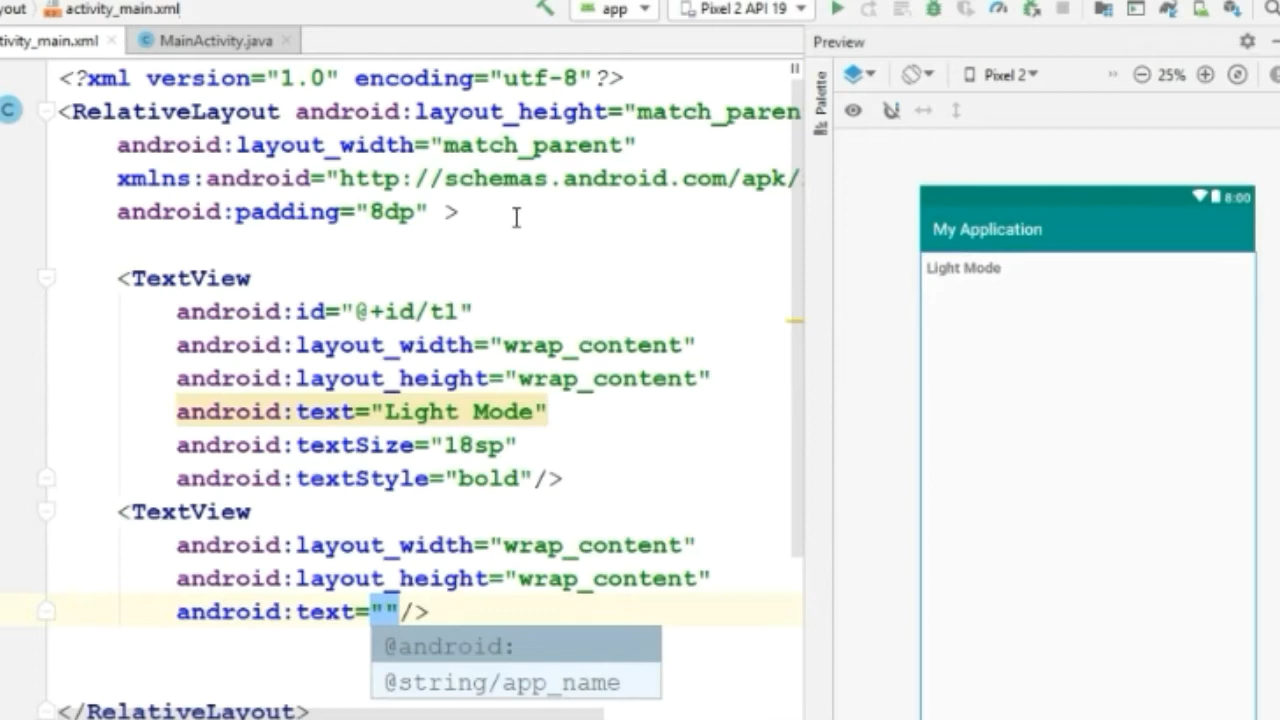 yout activity_main.xml app Pixel 2 API 19
tivity_main.xml MainActivity.java Preview
<?xml version="1.0" encoding="utf-8"?>
Palette Pixel 2 25%
<RelativeLayout android:layout_height="match_paren
android:layout_width="match_parent"
xmlns:android="http://schemas.android.com/apk/
android:padding="8dp" >
8:00
My Application
Light Mode
<TextView
android:id="@+id/t1"
android:layout_width="wrap_content"
android:layout_height="wrap_content"
android:text="Light Mode"
android:textSize="18sp"
android:textStyle="bold"/>
<TextView
android:layout_width="wrap_content"
android:layout_height="wrap_content"
android:text=""/>
@android:
@string/app_name
</RelativeLayout>